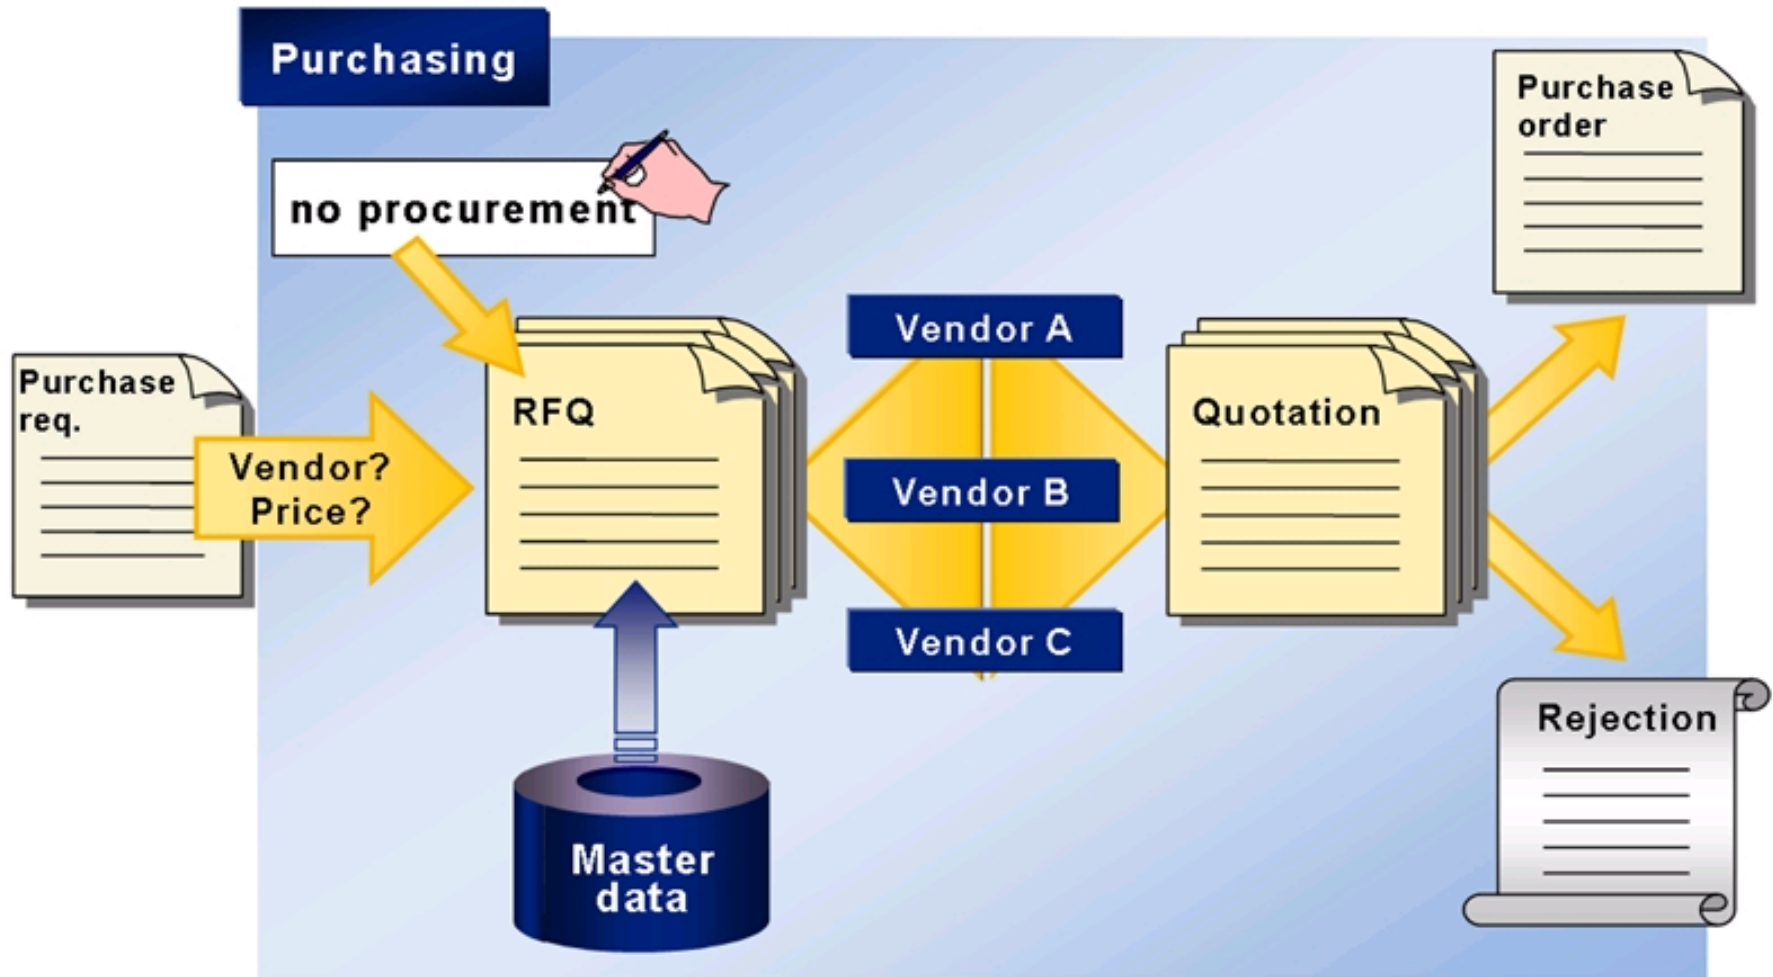 Purchasing
no procurement
Purchase
req.
Vendor?
Price?
RFQ
Master
data
Vendor A
Vendor B
Vendor C
Quotation
Purchase
order
Rejection